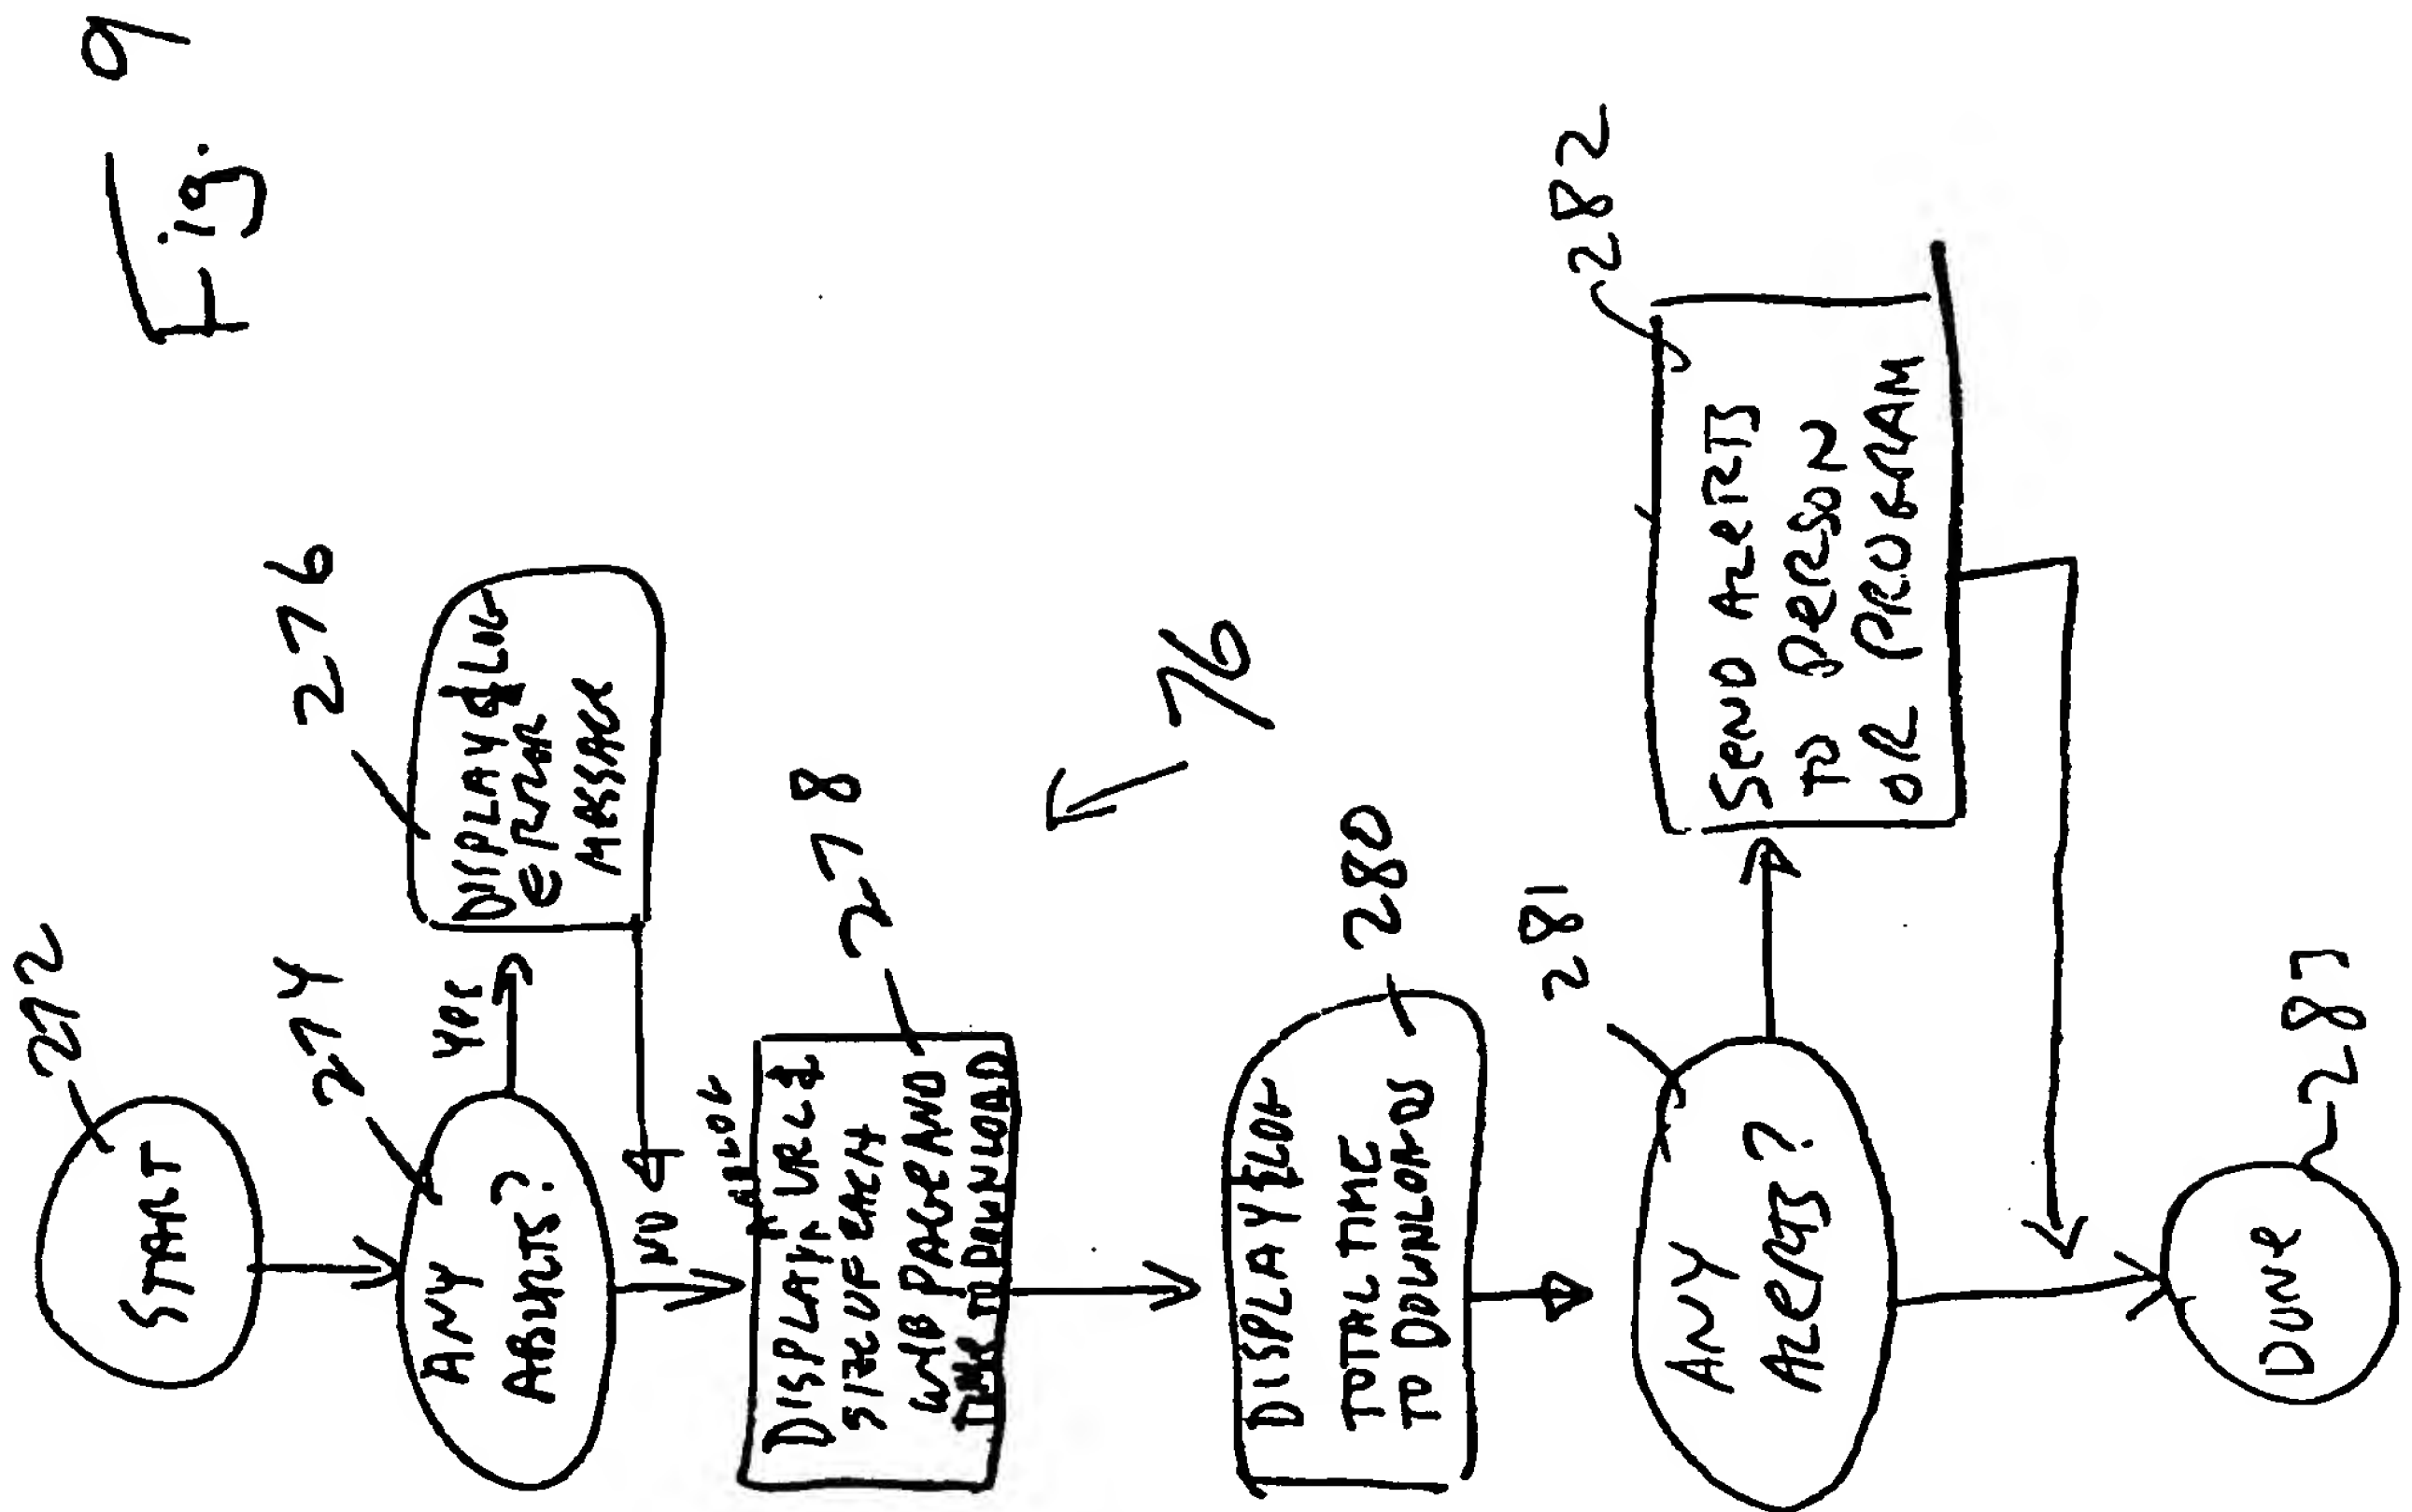 Fig. 9
272
START
274
ANY
ABORTS?
YES
276
DISPLAY & LOG
ERROR
MESSAGE
NO
& LOG
DISPLAY URL &
SIZE OF EACH
WEB PAGE AND
TIME TO DOWNLOAD
278
76
DISPLAY & LOG
TOTAL TIME
TO DOWNLOAD
280
281
ANY
ALERTS?
282
SEND ALERTS
TO PERSON
OR PROGRAM
DONE
287